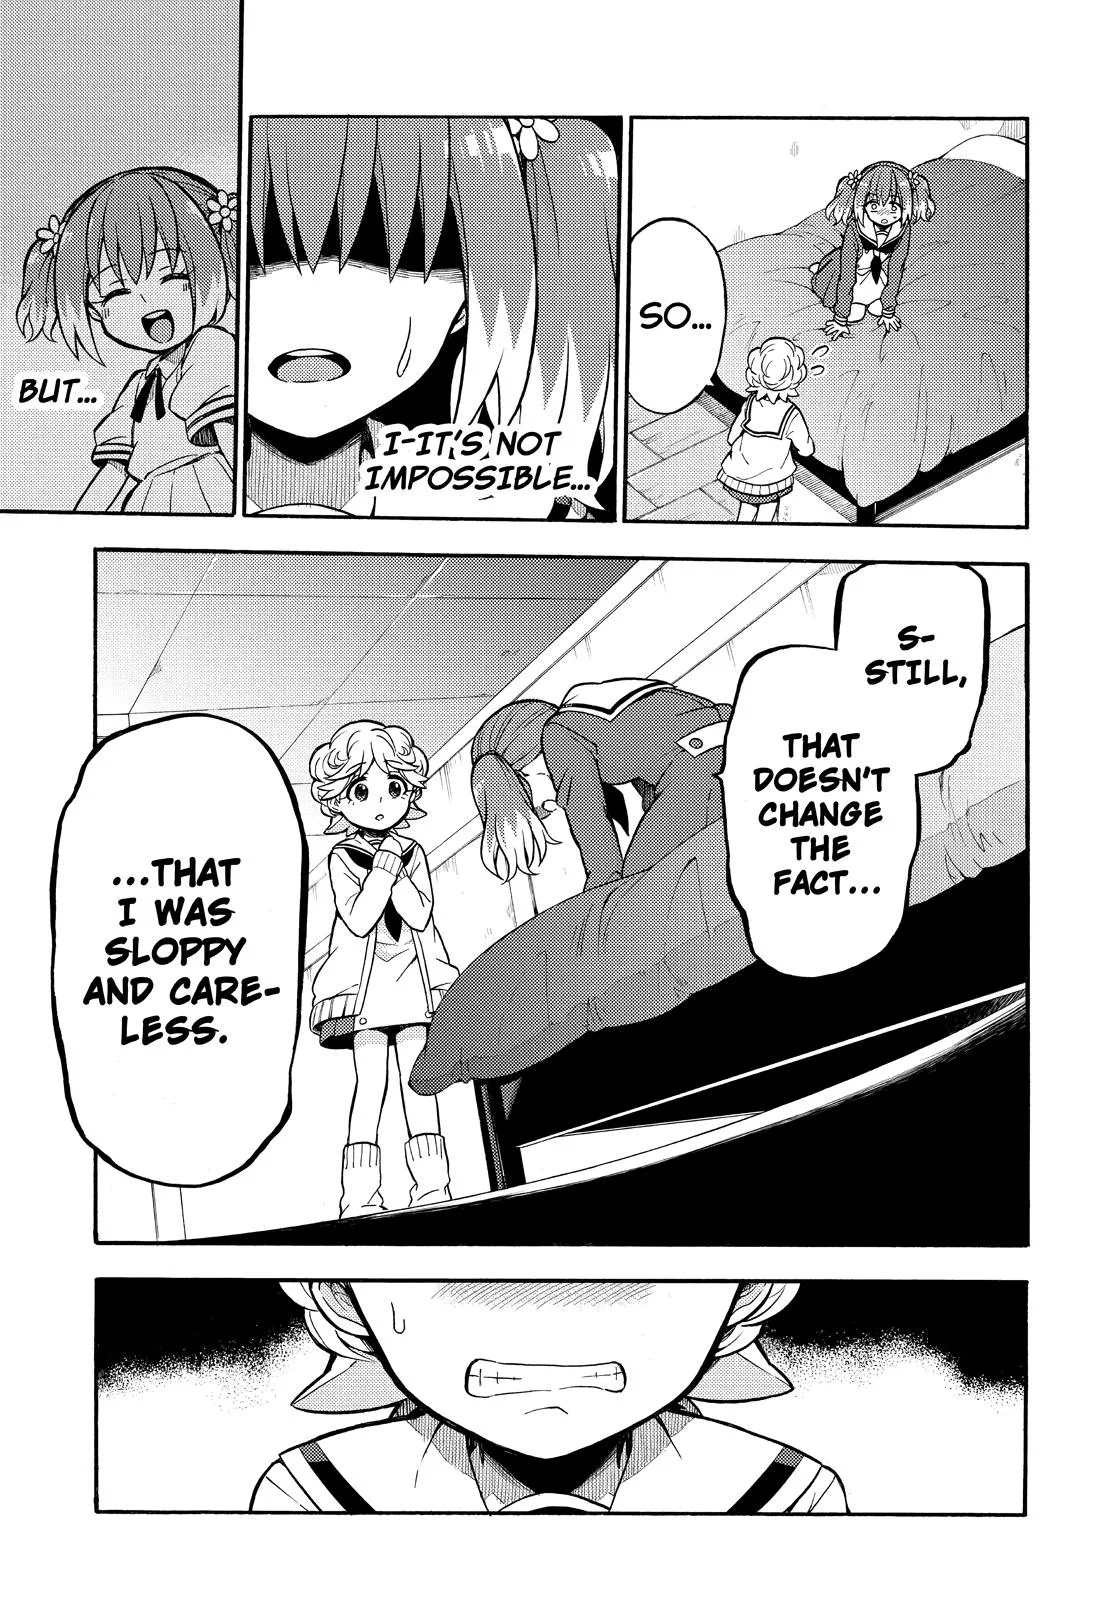 SO...
I-IT'S NOT
IMPOSSIBLE...
BUT...
S-
STILL,
THAT
DOESN'T
CHANGE
THE
FACT...
...THAT
I WAS
SLOPPY
AND CARE-
LESS.